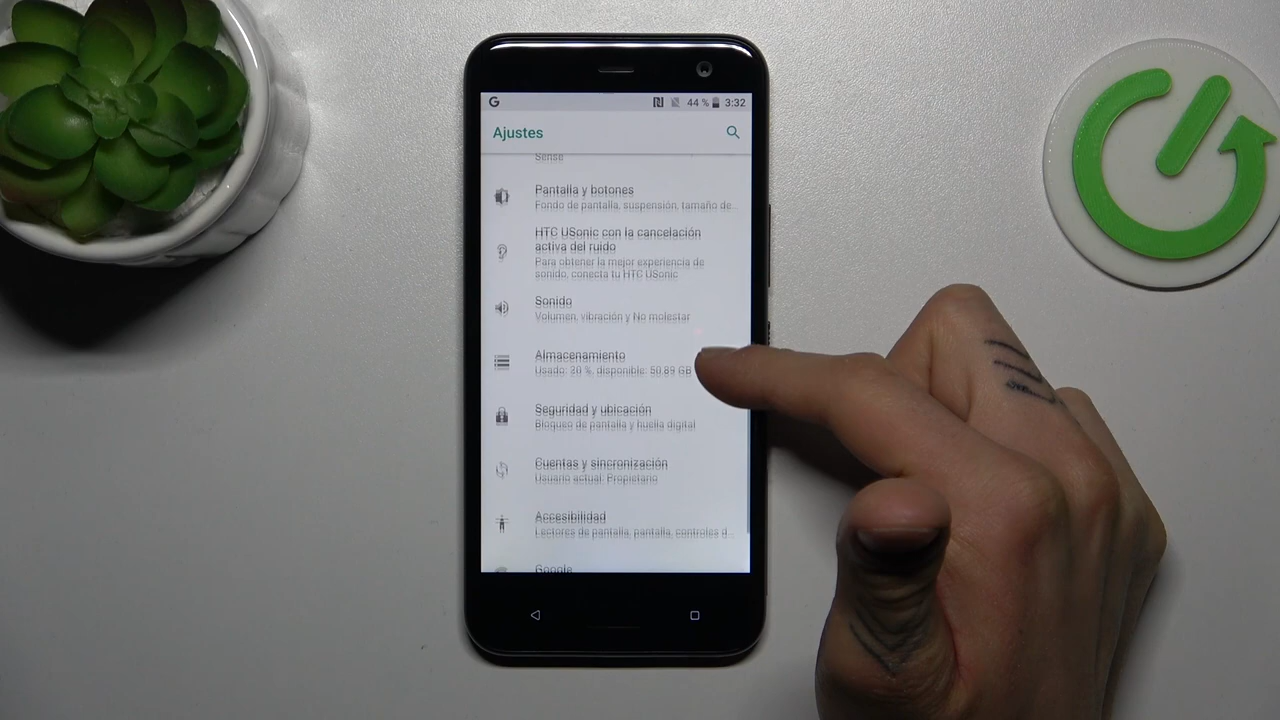 G
44 % 3:32
Ajustes
Sense
Pantalla y botones
Fondo de pantalla, suspensión, tamaño de...
HTC USonic con la cancelación
activa del ruido
Para obtener la mejor experiencia de
sonido, conecta tu HTC USonic
Sonido
Volumen, vibración y No molestar
Almacenamiento
Usado: 20 %, disponible: 50,89 GB
Seguridad y ubicación
Bloqueo de pantalla y huella digital
Cuentas y sincronización
Usuario actual: Propietario
Accesibilidad
Lectores de pantalla, pantalla, controles d...
Google